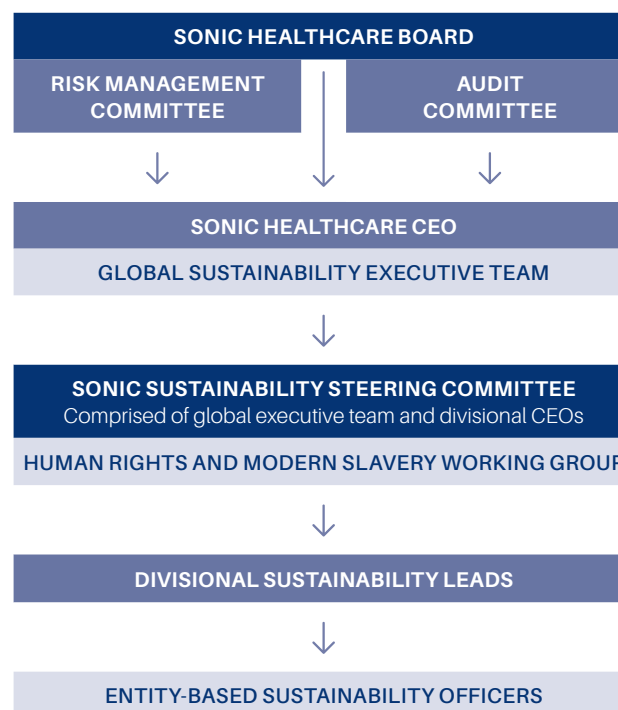 SONIC HEALTHCARE BOARD
RISK MANAGEMENT
COMMITTEE
AUDIT
COMMITTEE
SONIC HEALTHCARE CEO
GLOBAL SUSTAINABILITY EXECUTIVE TEAM
SONIC SUSTAINABILITY STEERING COMMITTEE
Comprised of global executive team and divisional CEOs
HUMAN RIGHTS AND MODERN SLAVERY WORKING GROUP
DIVISIONAL SUSTAINABILITY LEADS
ENTITY-BASED SUSTAINABILITY OFFICERS